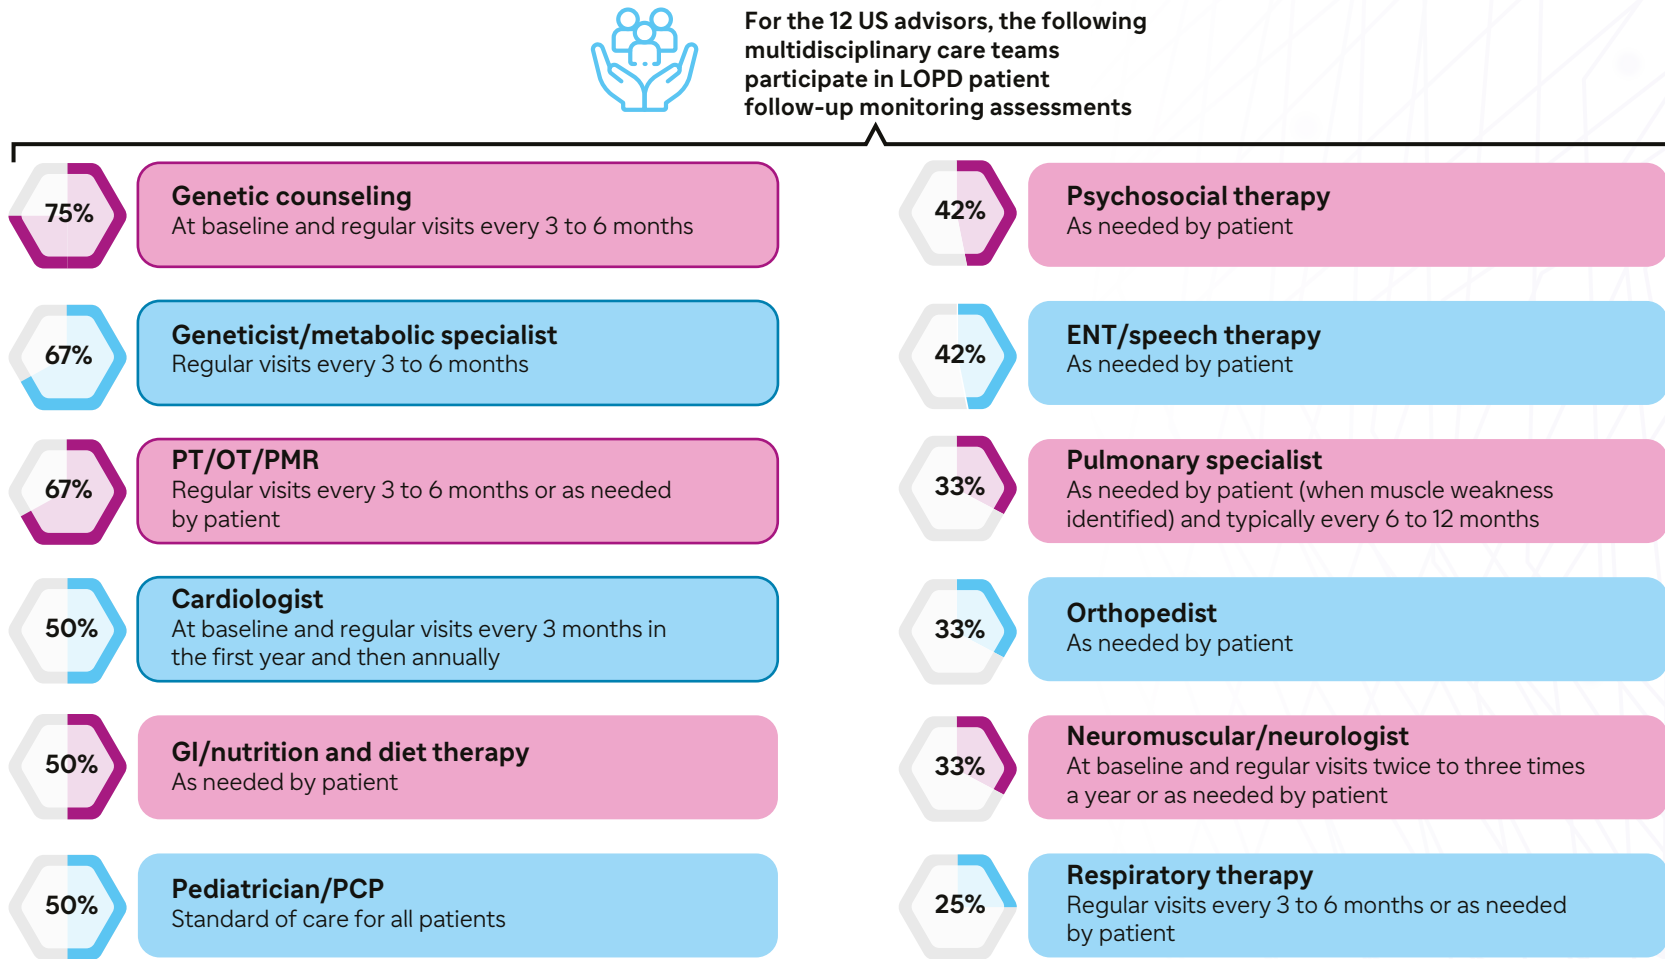 For the 12 US advisors, the following
multidisciplinary care teams
participate in LOPD patient
follow-up monitoring assessments
75%
Genetic counseling
At baseline and regular visits every 3 to 6 months
67%
Geneticist/metabolic specialist
Regular visits every 3 to 6 months
67%
PT/OT/PMR
Regular visits every 3 to 6 months or as needed
by patient
50%
Cardiologist
At baseline and regular visits every 3 months in
the first year and then annually
50%
GI/nutrition and diet therapy
As needed by patient
50%
Pediatrician/PCP
Standard of care for all patients
42%
Psychosocial therapy
As needed by patient
42%
ENT/speech therapy
As needed by patient
33%
Pulmonary specialist
As needed by patient (when muscle weakness
identified) and typically every 6 to 12 months
33%
Orthopedist
As needed by patient
33%
Neuromuscular/neurologist
At baseline and regular visits twice to three times
a year or as needed by patient
25%
Respiratory therapy
Regular visits every 3 to 6 months or as needed
by patient